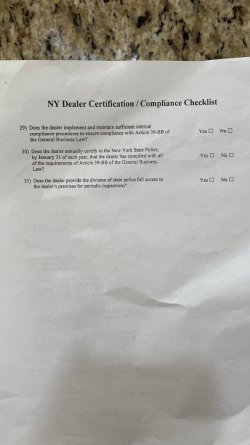 NY Dealer Certification / Compliance Checklist
29) Does the dealer implement and maintain sufficient internal
compliance procedures to ensure compliance with Article 39-BB of
the General Business Law? Yes ☐ No ☐
30) Does the dealer annually certify to the New York State Police,
by January 31 of each year, that the dealer has complied with all
of the requirements of Article 39-BB of the General Business
Law? Yes ☐ No ☐
31) Does the dealer provide the division of state police full access to
the dealer's premises for periodic inspections? Yes ☐ No ☐